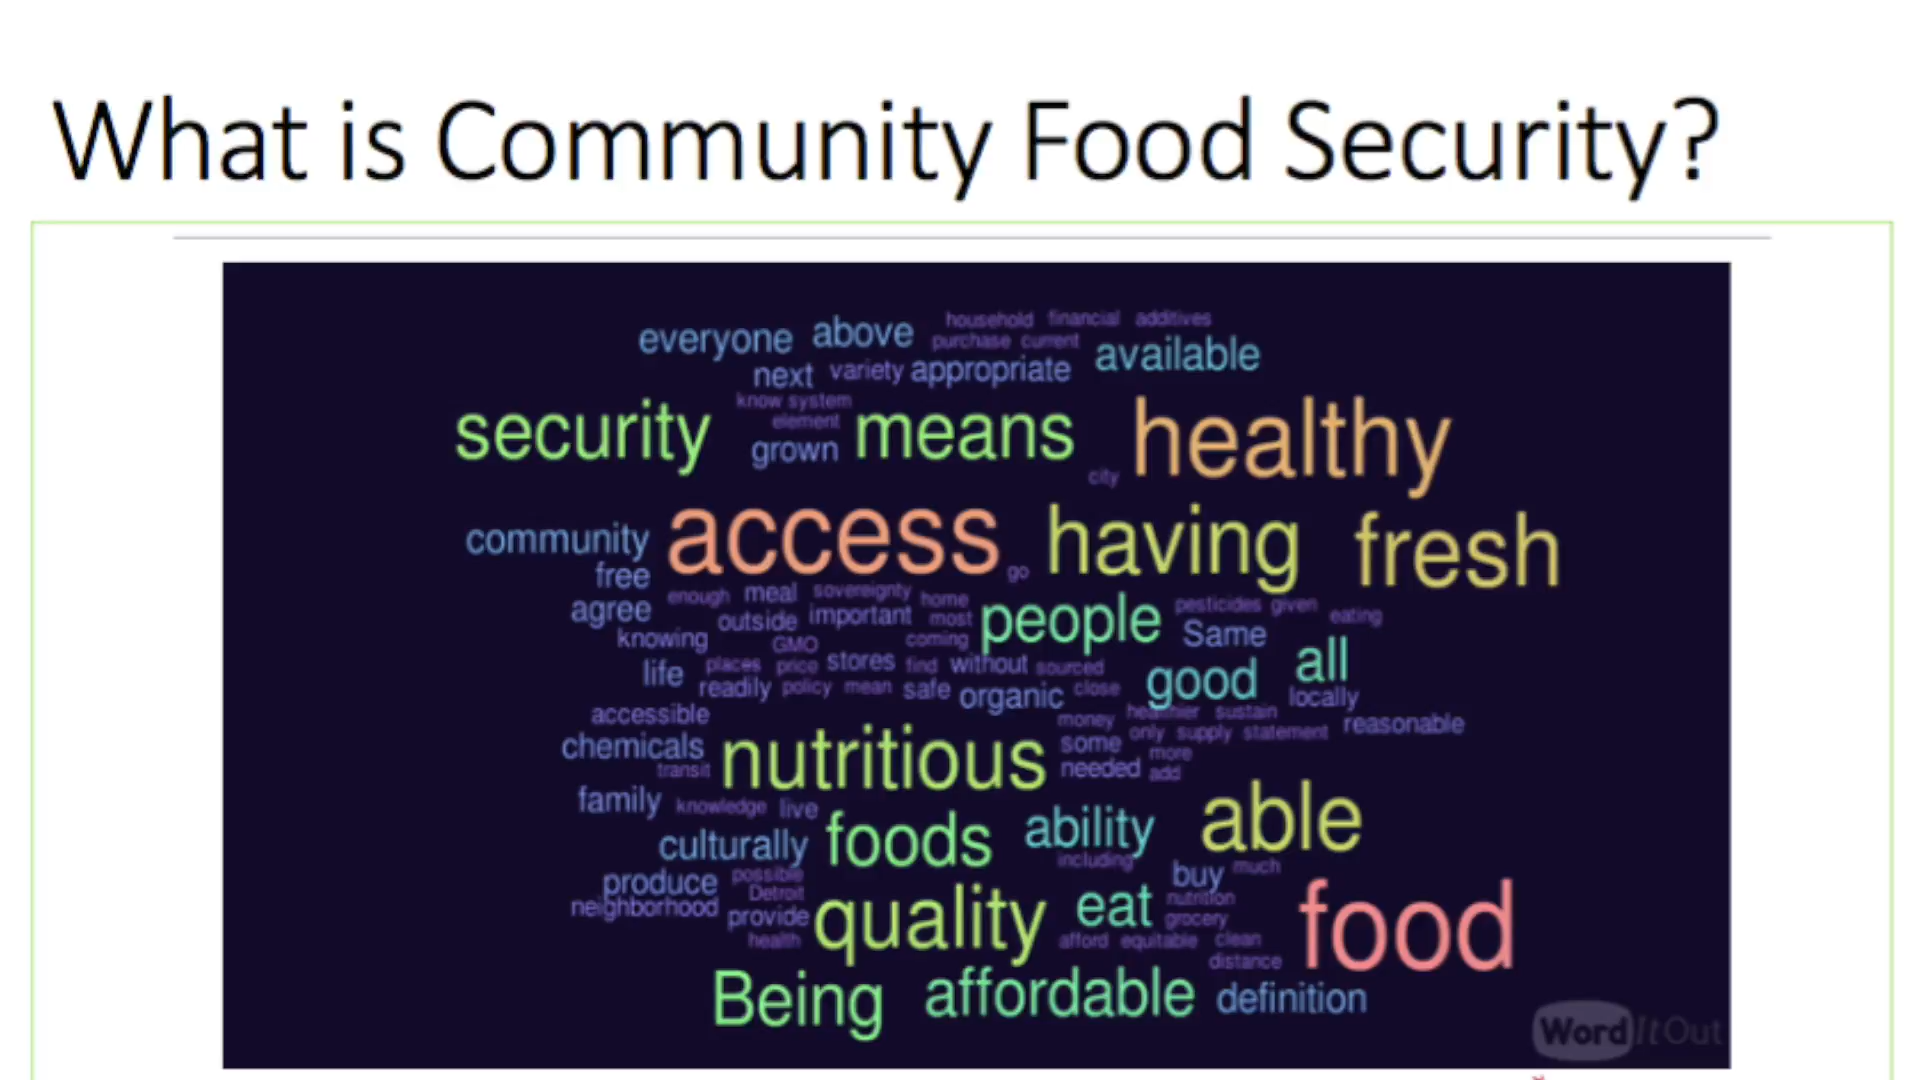 What is Community Food Security?
household financial additives
everyone above purchase current available
next variety appropriate
know system
security element means healthy
grown
city
access having fresh
community
go
free
enough meal sovereignty home
agree outside important most people pesticides given eating
knowing GMO coming Same
life places price stores find without sourced good all
readily policy mean safe organic close locally
accessible money healthier sustain reasonable
chemicals nutritious some only supply statement
transit needed more
add
family knowledge live
culturally foods ability able
including
produce possible buy much
neighborhood Detroit quality eat nutrition food
provide grocery
health afford equitable clean
distance
Being affordable definition
WordItOut